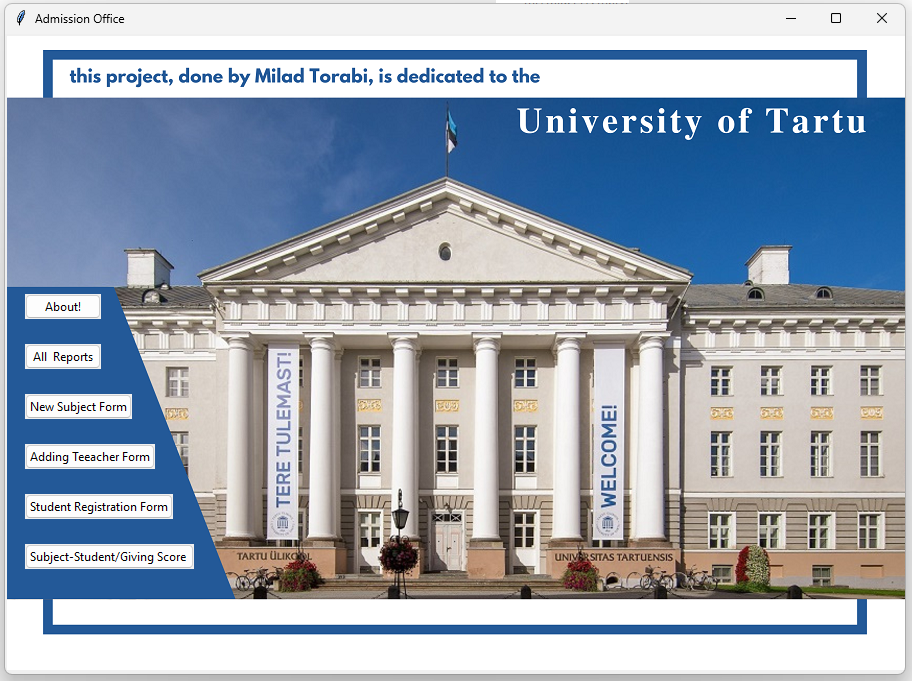 Admission Office
this project, done by Milad Torabi, is dedicated to the
University of Tartu
About!
All Reports
New Subject Form
Adding Teeacher Form
Student Registration Form
Subject-Student/Giving Score
TERE TULEMAST!
WELCOME!
TARTU ÜLIKOOL
UNIVERSITAS TARTUENSIS